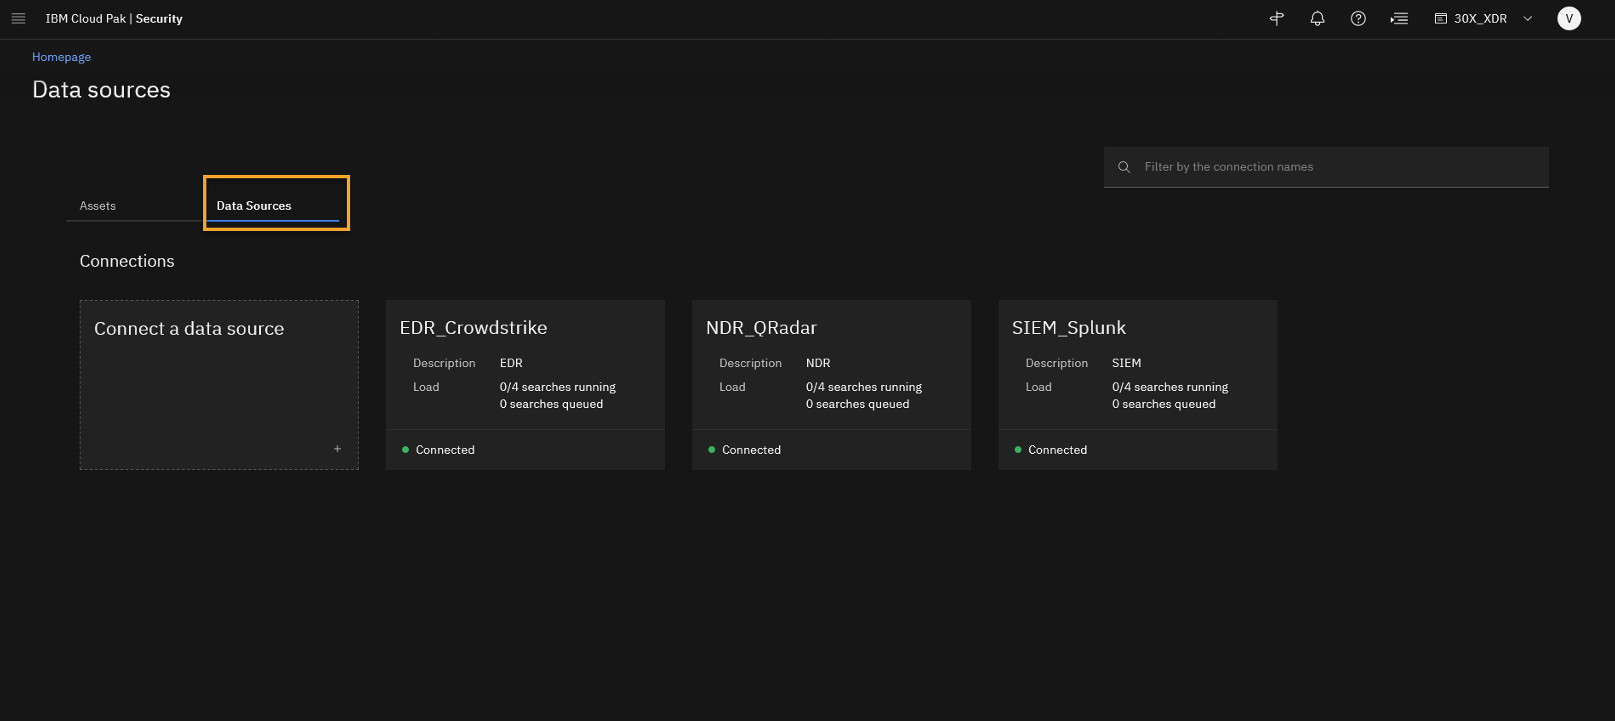 IBM Cloud Pak | Security
30X_XDR
V
Homepage
Data sources
Filter by the connection names
Assets
Data Sources
Connections
Connect a data source
+
EDR_Crowdstrike
Description EDR
Load 0/4 searches running
0 searches queued
Connected
NDR_QRadar
Description NDR
Load 0/4 searches running
0 searches queued
Connected
SIEM_Splunk
Description SIEM
Load 0/4 searches running
0 searches queued
Connected